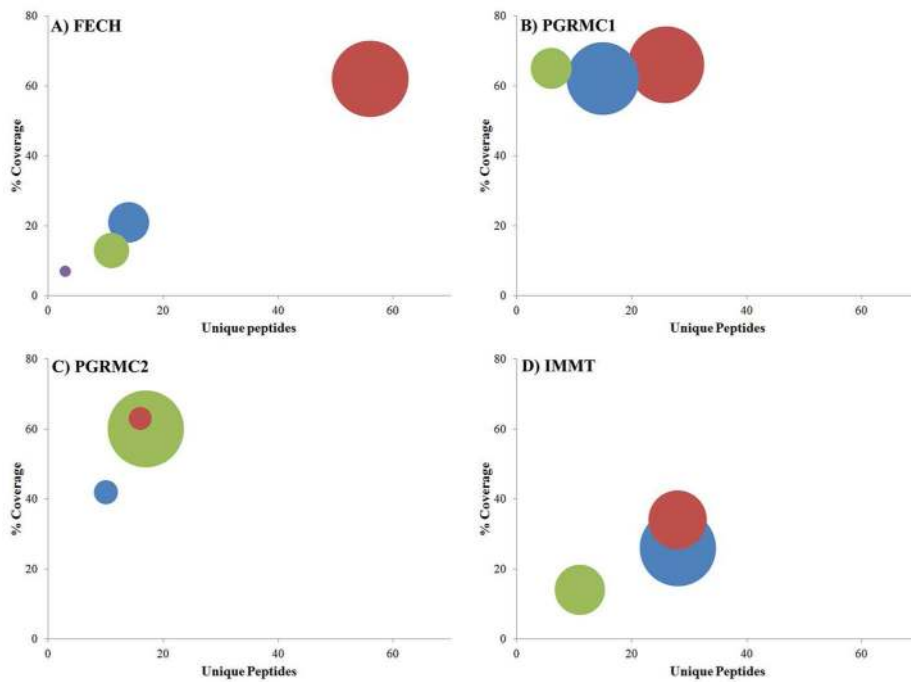 A) FECH
80
60
40
20
0
% Coverage
0 20 40 60
Unique peptides
B) PGRMC1
80
60
40
20
0
% Coverage
0 20 40 60
Unique Peptides
C) PGRMC2
80
60
40
20
0
% Coverage
0 20 40 60
Unique Peptides
D) IMMT
80
60
40
20
0
% Coverage
0 20 40 60
Unique Peptides